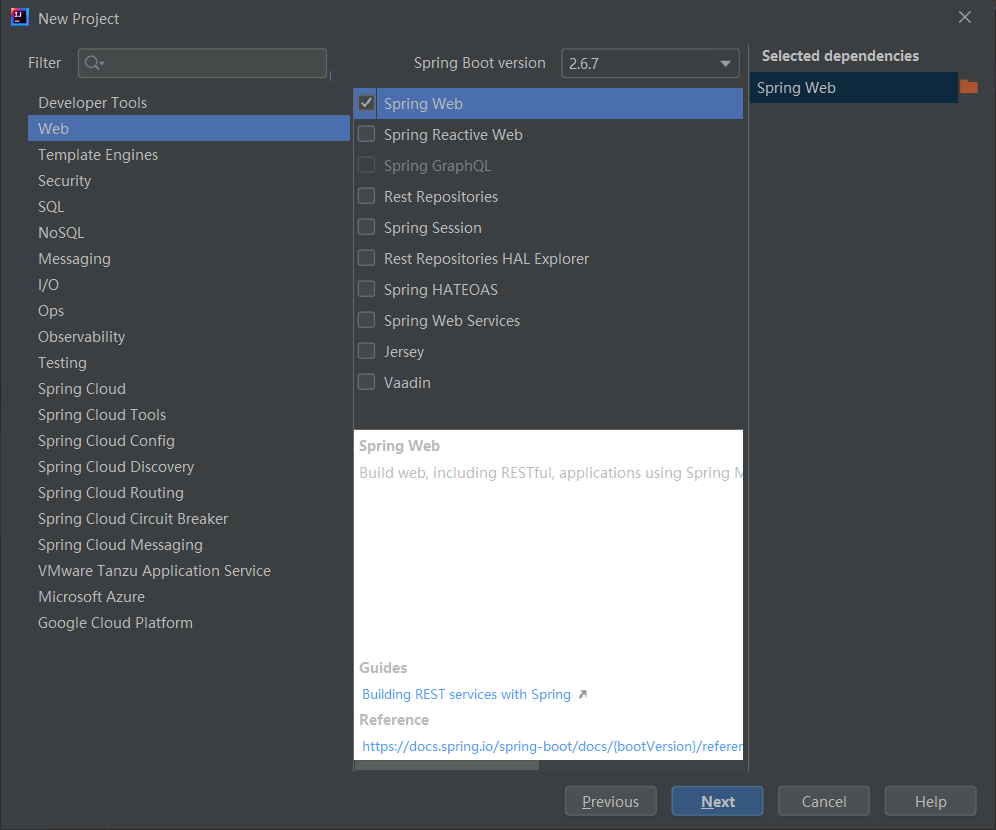 New Project
Filter
Spring Boot version
2.6.7
Developer Tools
Web
Template Engines
Security
SQL
NoSQL
Messaging
I/O
Ops
Observability
Testing
Spring Cloud
Spring Cloud Tools
Spring Cloud Config
Spring Cloud Discovery
Spring Cloud Routing
Spring Cloud Circuit Breaker
Spring Cloud Messaging
VMware Tanzu Application Service
Microsoft Azure
Google Cloud Platform
Spring Web
Spring Reactive Web
Spring GraphQL
Rest Repositories
Spring Session
Rest Repositories HAL Explorer
Spring HATEOAS
Spring Web Services
Jersey
Vaadin
Spring Web
Build web, including RESTful, applications using Spring M
Guides
Building REST services with Spring
Reference
https://docs.spring.io/spring-boot/docs/{bootVersion}/referen
Selected dependencies
Spring Web
Previous
Next
Cancel
Help